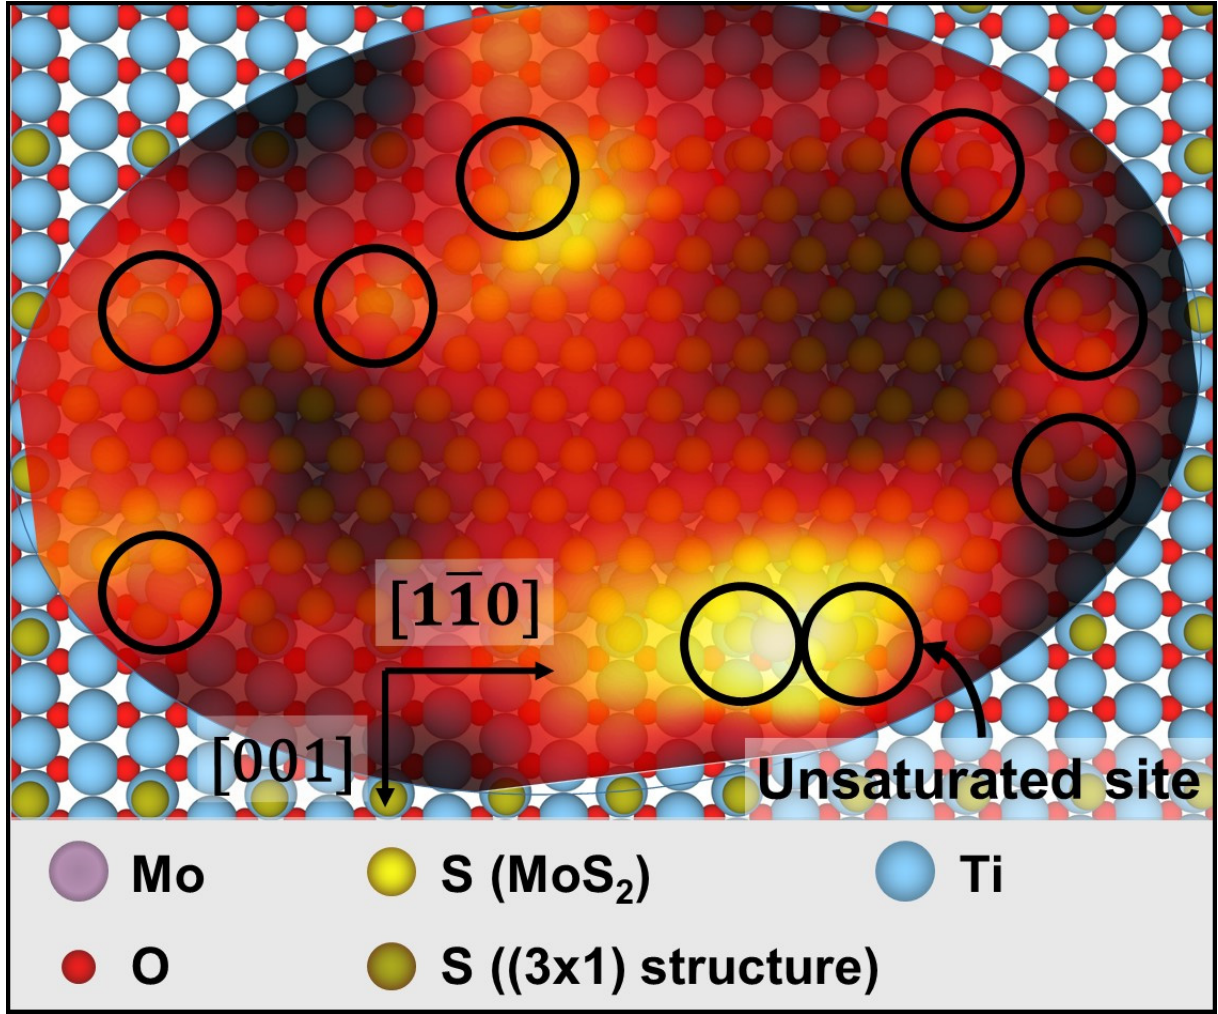 [11̅0]
[001]
Unsaturated site
Mo S (MoS₂) Ti
O S ((3x1) structure)